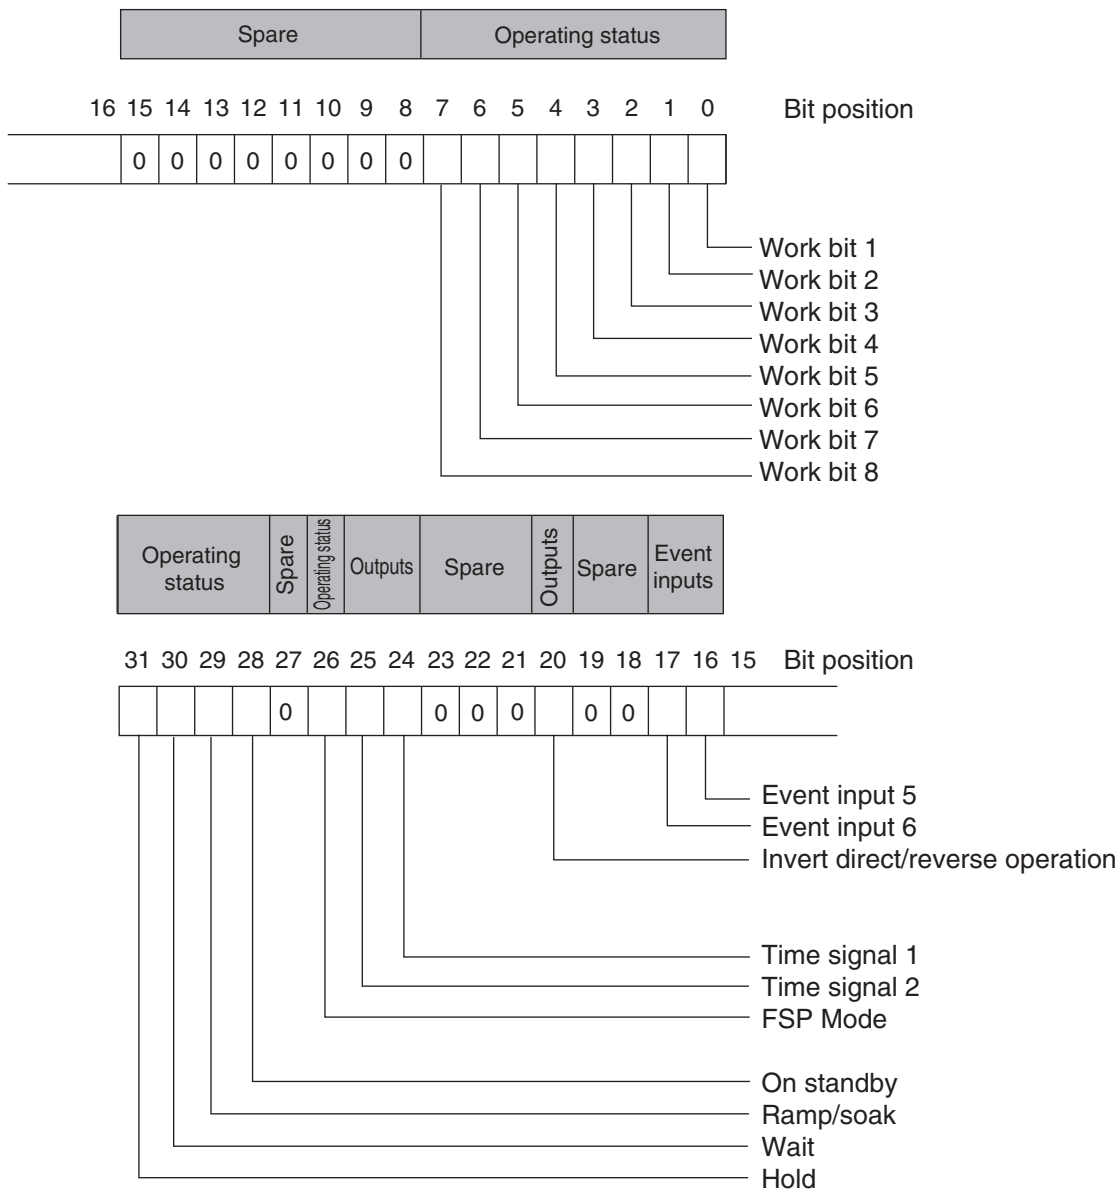 Spare Operating status
16 15 14 13 12 11 10 9 8 7 6 5 4 3 2 1 0 Bit position
0 0 0 0 0 0 0 0
Work bit 1
Work bit 2
Work bit 3
Work bit 4
Work bit 5
Work bit 6
Work bit 7
Work bit 8
Operating status Spare Operating status Outputs Spare Outputs Spare Event inputs
31 30 29 28 27 26 25 24 23 22 21 20 19 18 17 16 15 Bit position
0 0 0 0 0 0
Event input 5
Event input 6
Invert direct/reverse operation
Time signal 1
Time signal 2
FSP Mode
On standby
Ramp/soak
Wait
Hold